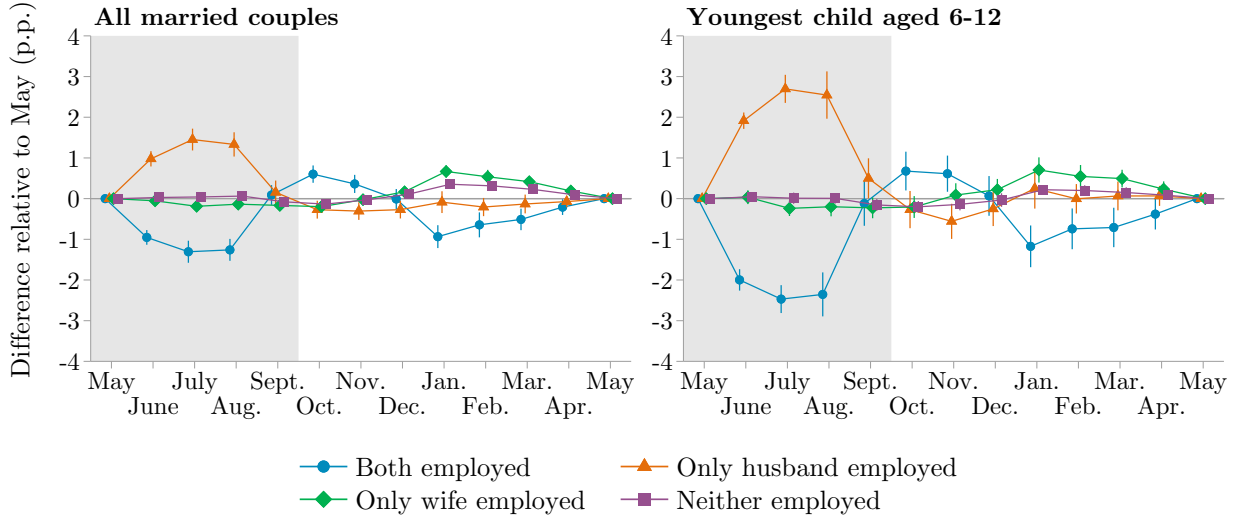 All married couples
Youngest child aged 6-12
Difference relative to May (p.p.)
4
3
2
1
0
-1
-2
-3
-4
May July Sept. Nov. Jan. Mar. May
June Aug. Oct. Dec. Feb. Apr.
4
3
2
1
0
-1
-2
-3
-4
May July Sept. Nov. Jan. Mar. May
June Aug. Oct. Dec. Feb. Apr.
Both employed
Only husband employed
Only wife employed
Neither employed